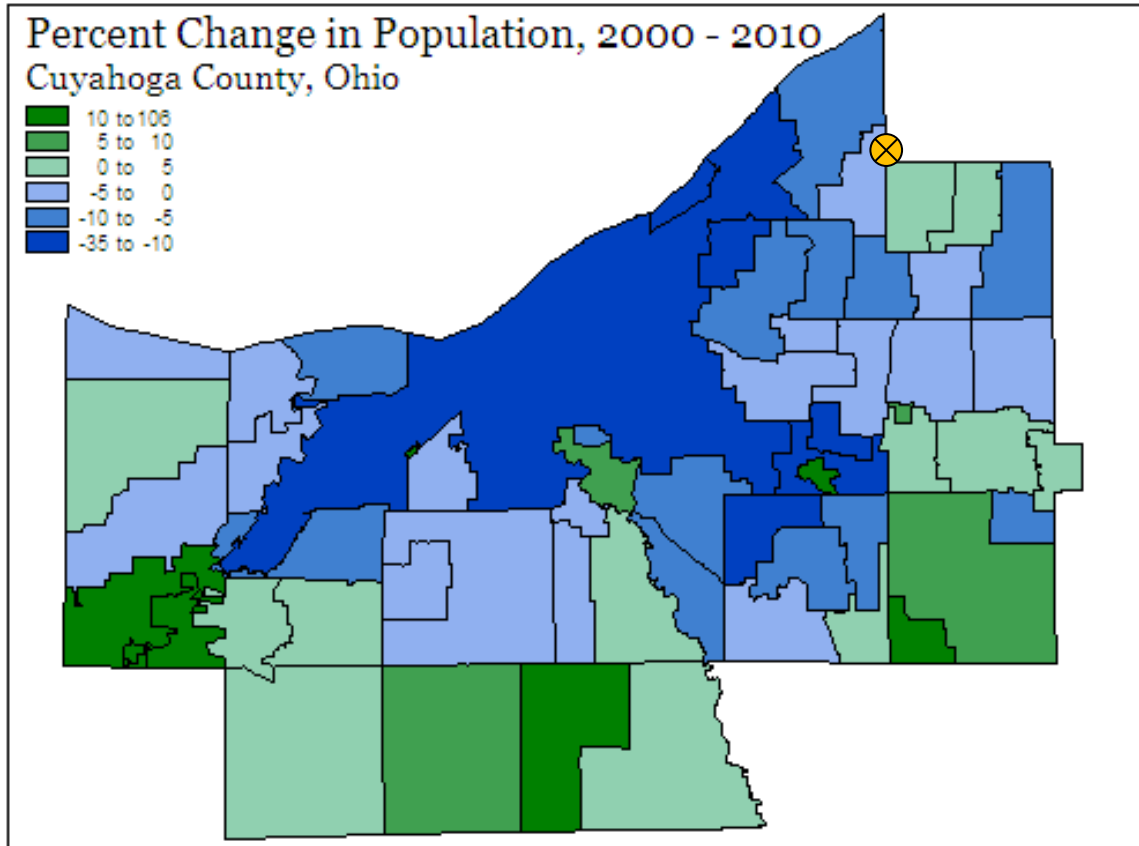 Percent Change in Population, 2000 - 2010
Cuyahoga County, Ohio
10 to 106
5 to 10
0 to 5
-5 to 0
-10 to -5
-35 to -10